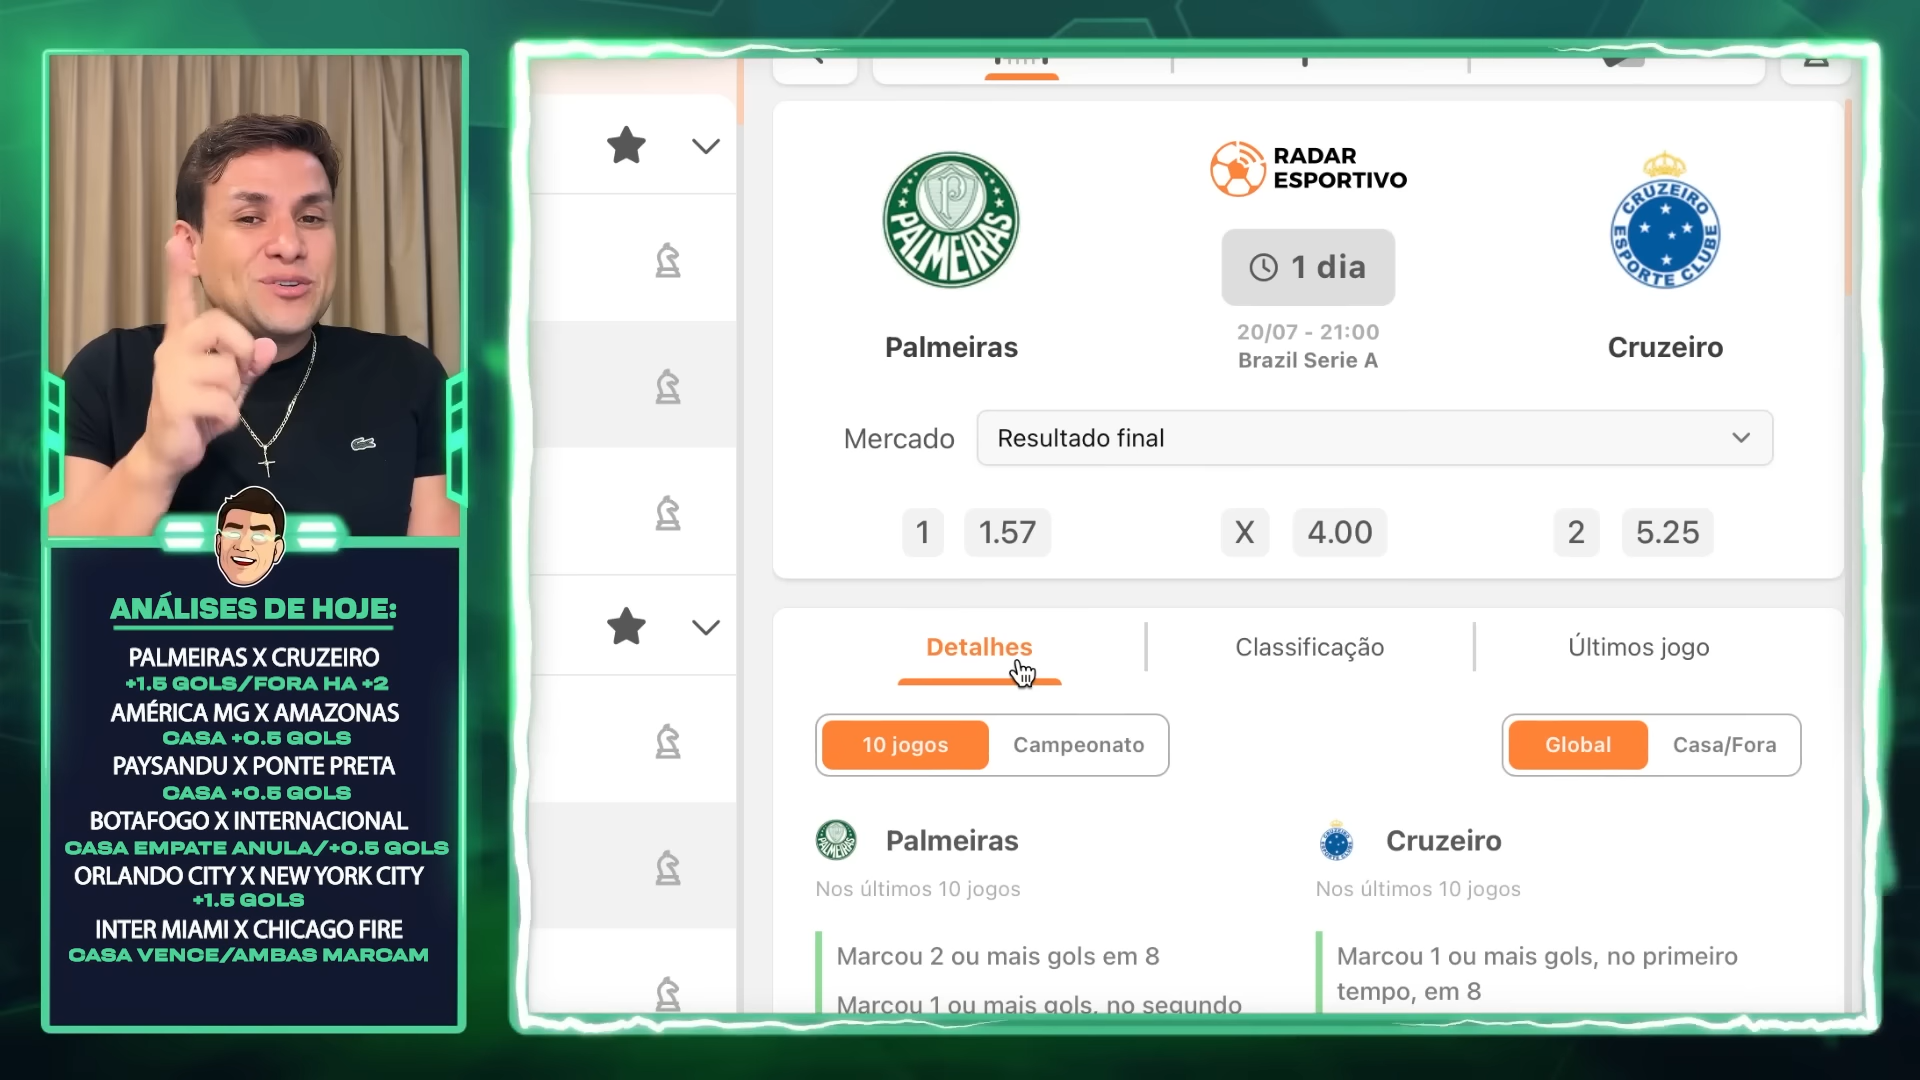 ANÁLISES DE HOJE:
PALMEIRAS X CRUZEIRO
+1.5 GOLS/FORA HA +2
AMÉRICA MG X AMAZONAS
CASA +0.5 GOLS
PAYSANDU X PONTE PRETA
CASA +0.5 GOLS
BOTAFOGO X INTERNACIONAL
CASA EMPATE ANULA/+0.5 GOLS
ORLANDO CITY X NEW YORK CITY
+1.5 GOLS
INTER MIAMI X CHICAGO FIRE
CASA VENCE/AMBAS MARCAM
RADAR
ESPORTIVO
P
PALMEIRAS
CRUZEIRO
ESPORTE CLUBE
1 dia
20/07 - 21:00
Brazil Serie A
Palmeiras
Cruzeiro
Mercado
Resultado final
1 1.57 X 4.00 2 5.25
Detalhes Classificação Últimos jogo
10 jogos Campeonato Global Casa/Fora
Palmeiras
Nos últimos 10 jogos
Marcou 2 ou mais gols em 8
Marcou 1 ou mais gols, no segundo
Cruzeiro
Nos últimos 10 jogos
Marcou 1 ou mais gols, no primeiro
tempo, em 8